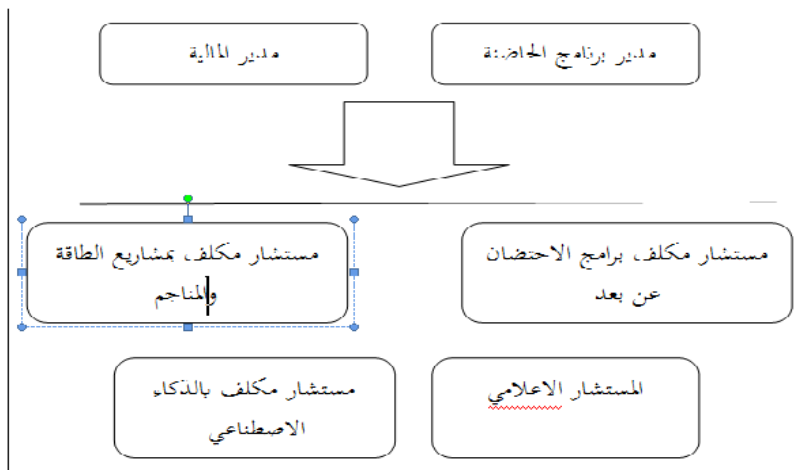 مدير برنامج الحاضنة
مدير المالية
مستشار مكلف برامج الاحتضان
عن بعد
مستشار مكلف بمشاريع الطاقة
والمناجم
المستشار الاعلامي
مستشار مكلف بالذكاء
الاصطناعي